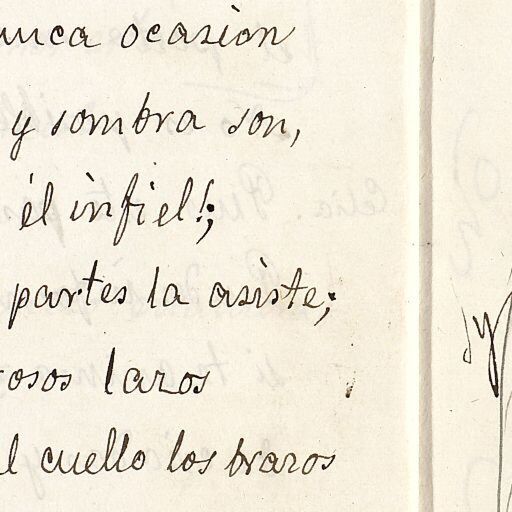 nunca ocasion
y sombra son,
él infiel!;
partes la asiste;
osos lazos
l cuello los brazos
y